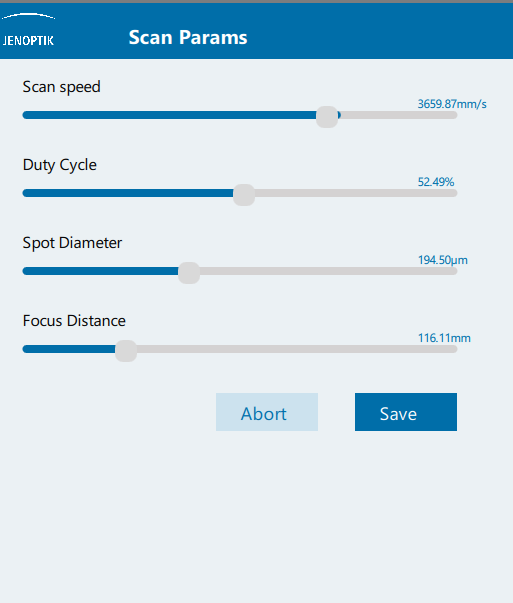 JENOPTIK
Scan Params
Scan speed
3659.87mm/s
Duty Cycle
52.49%
Spot Diameter
194.50µm
Focus Distance
116.11mm
Abort
Save